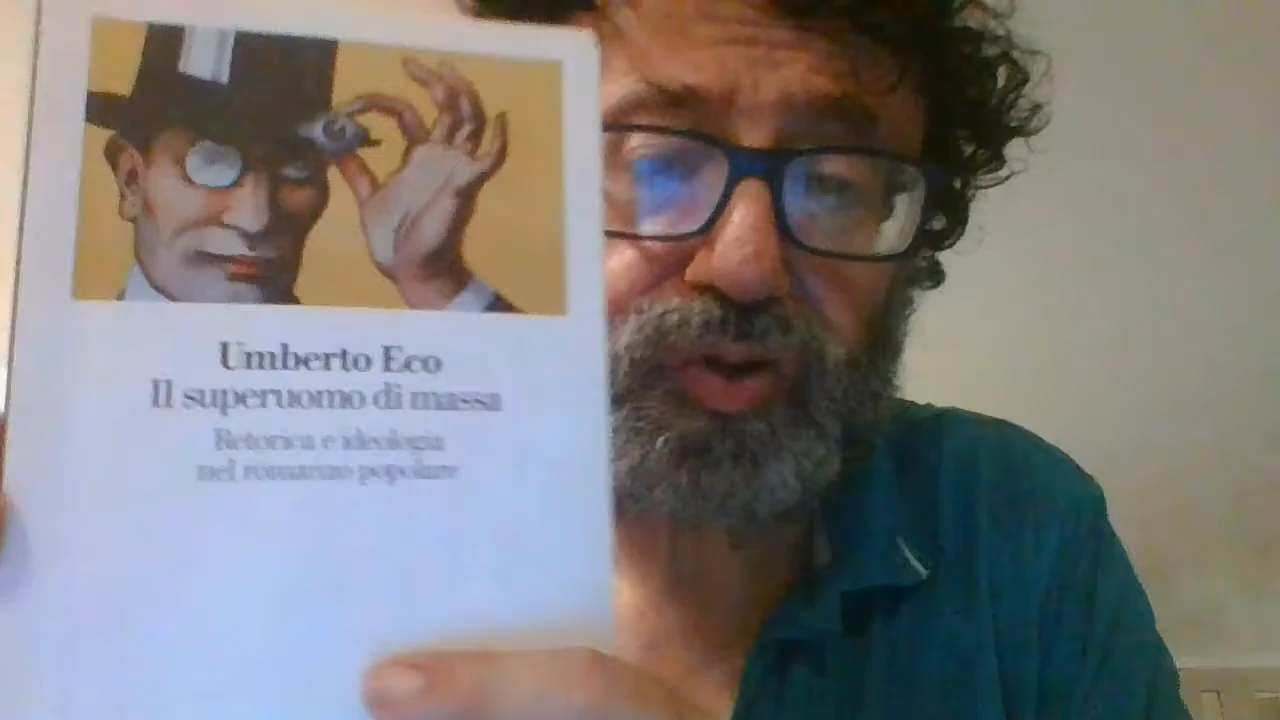 Umberto Eco
Il superuomo di massa
Retorica e ideologia
nel romanzo popolare